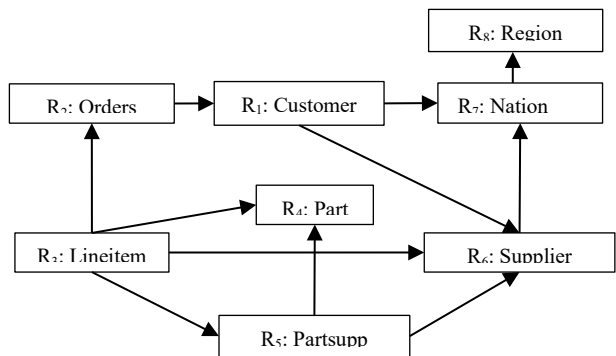 R₈: Region
R₂: Orders
R₁: Customer
R₇: Nation
R₄: Part
R₃: Lineitem
R₆: Supplier
R₅: Partsupp